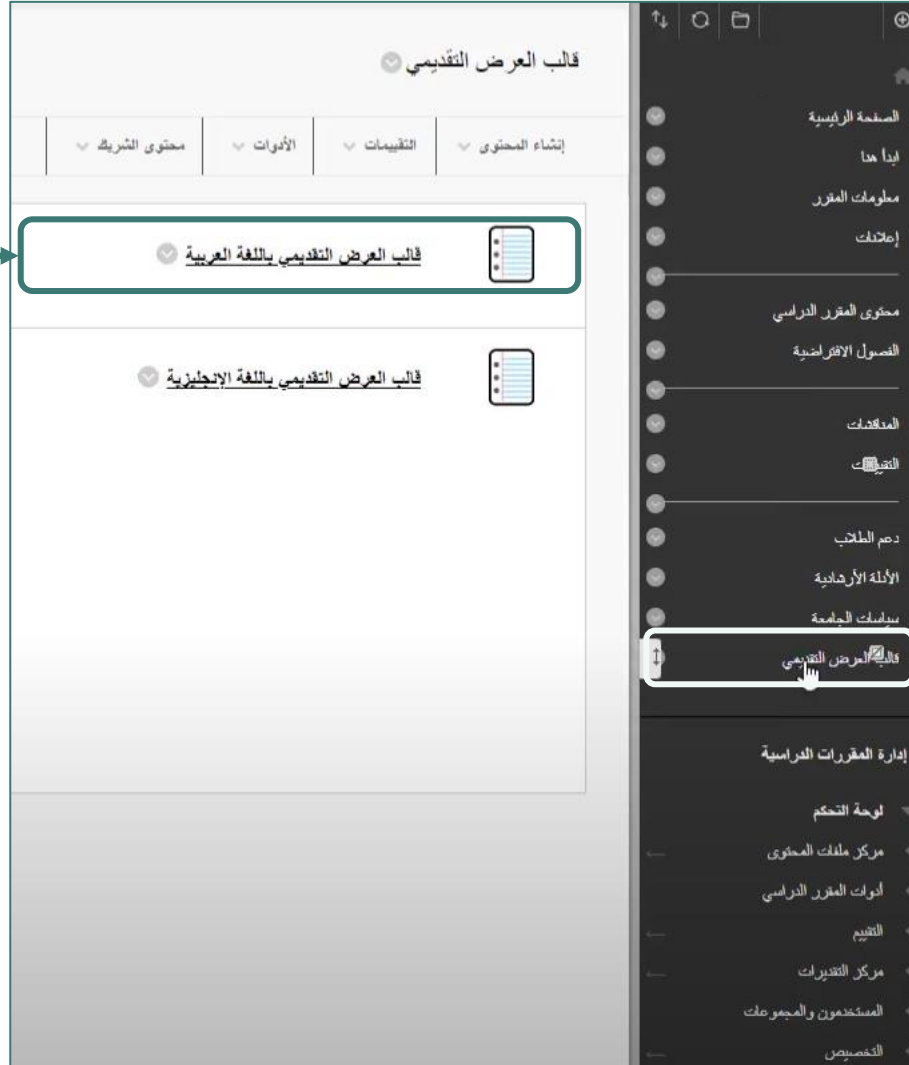 قالب العرض التقديمي
إنشاء المحتوى
التقييمات
الأدوات
محتوى الشريك
قالب العرض التقديمي باللغة العربية
قالب العرض التقديمي باللغة الإنجليزية
الصفحة الرئيسية
ابدأ هنا
معلومات المقرر
إعلانات
محتوى المقرر الدراسي
الفصول الافتراضية
المناقشات
دعم الطلاب
الأدلة الأرشادية
سياسات الجامعة
قالب العرض التقديمي
إدارة المقررات الدراسية
لوحة التحكم
مركز ملفات المحتوى
أدوات المقرر الدراسي
التقييم
مركز التقديرات
المستخدمون والمجموعات
التخصيص